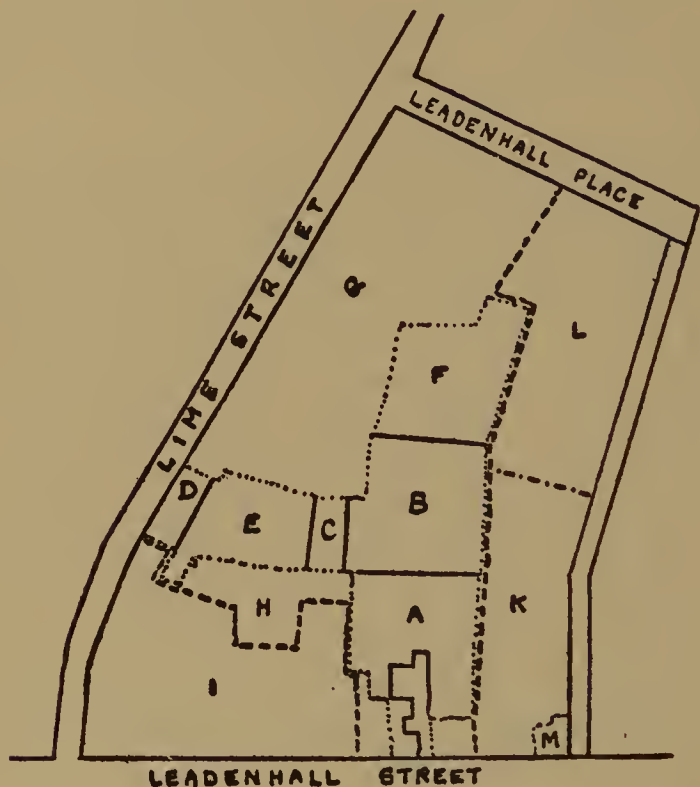 LEADENHALL PLACE
LIME STREET
G
L
F
D
E
C
B
H
A
K
I
M
LEADENHALL STREET